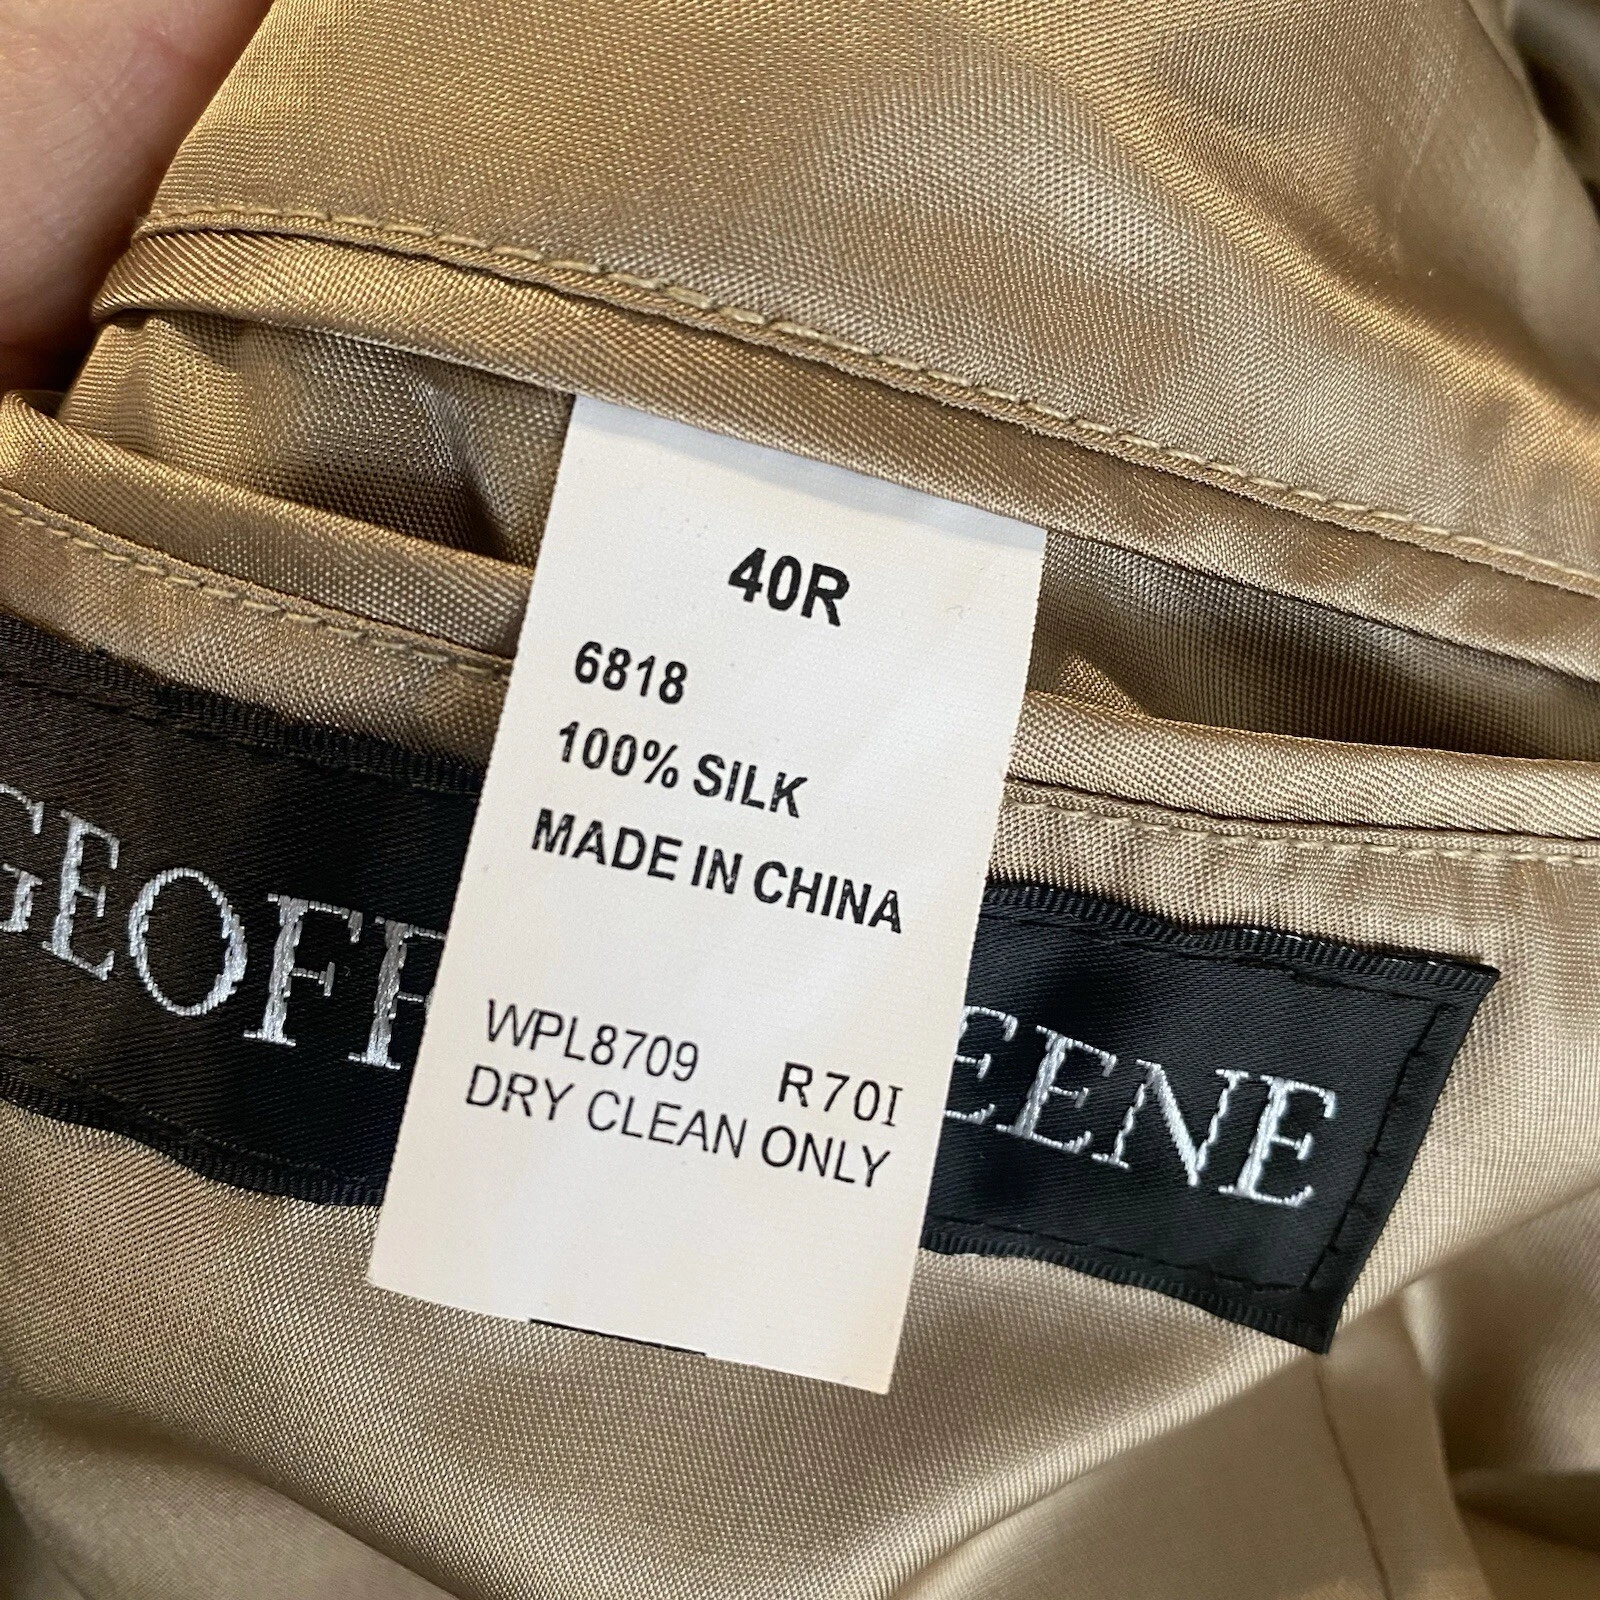 40R
6818
100% SILK
MADE IN CHINA
WPL8709 R70I
DRY CLEAN ONLY
GEOFF EENE